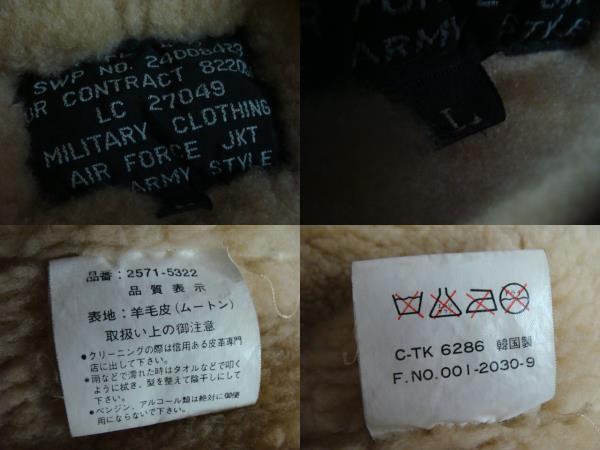 SWP NO.
CONTRACT
LC 27049
MILITARY CLOTHING
AIR FORCE JKT
ARMY STYLE
ARMY STYLE
L
品番:2571-5322
品質表示
表地:羊毛皮(ムートン)
取扱い上の御注意
●クリーニングの際は信用ある皮革専門
店に出して下さい。
●雨などで濡れた時はタオルなどで叩く
ように拭き、型を整えて陰干しにして
下さい。
●ベンジン、アルコール類は絶対に御使
用にならないで下さい。
C-TK 6286 韓国製
F.NO.001-2030-9